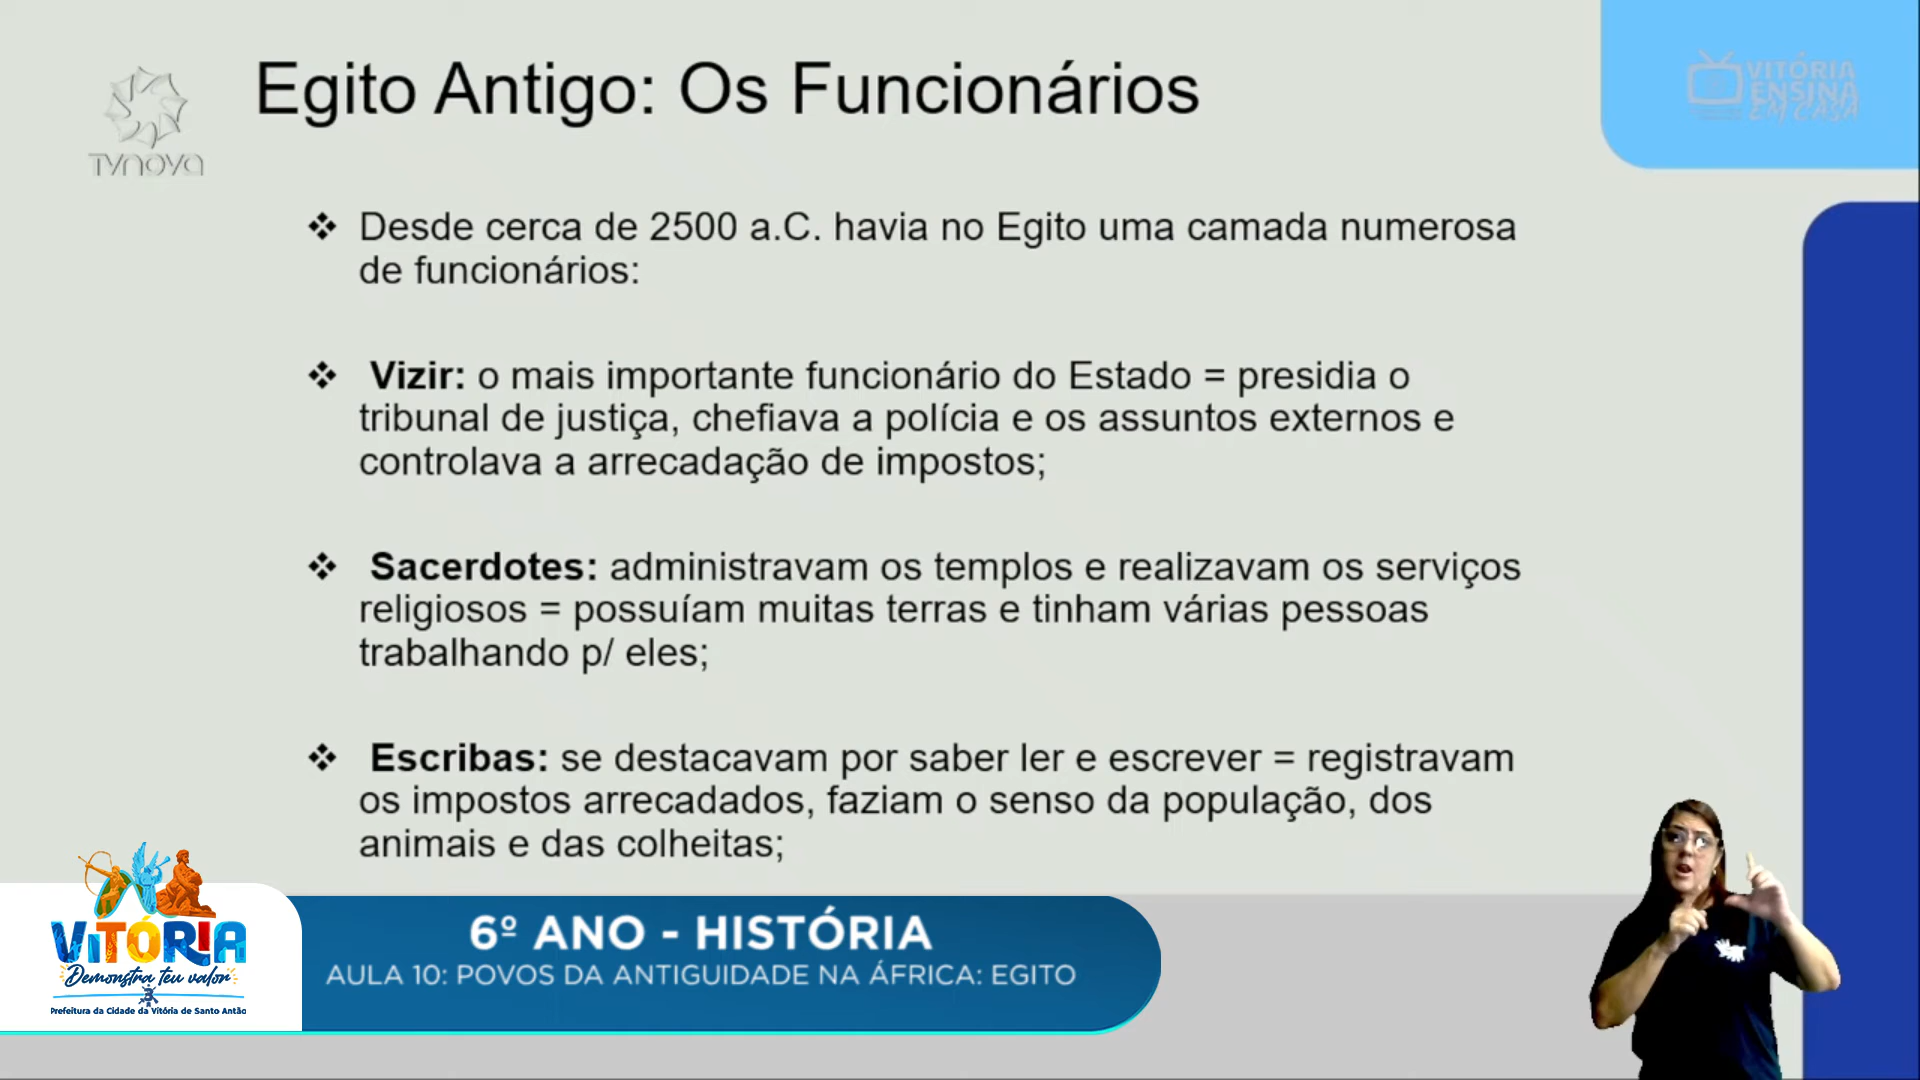 Egito Antigo: Os Funcionários
TVNOVA
VITÓRIA
ENSINA
EM CASA
❖ Desde cerca de 2500 a.C. havia no Egito uma camada numerosa
de funcionários:
❖ Vizir: o mais importante funcionário do Estado = presidia o
tribunal de justiça, chefiava a polícia e os assuntos externos e
controlava a arrecadação de impostos;
❖ Sacerdotes: administravam os templos e realizavam os serviços
religiosos = possuíam muitas terras e tinham várias pessoas
trabalhando p/ eles;
❖ Escribas: se destacavam por saber ler e escrever = registravam
os impostos arrecadados, faziam o senso da população, dos
animais e das colheitas;
VITÓRIA
Demonstra teu valor
Prefeitura da Cidade da Vitória de Santo Antão
6º ANO - HISTÓRIA
AULA 10: POVOS DA ANTIGUIDADE NA ÁFRICA: EGITO